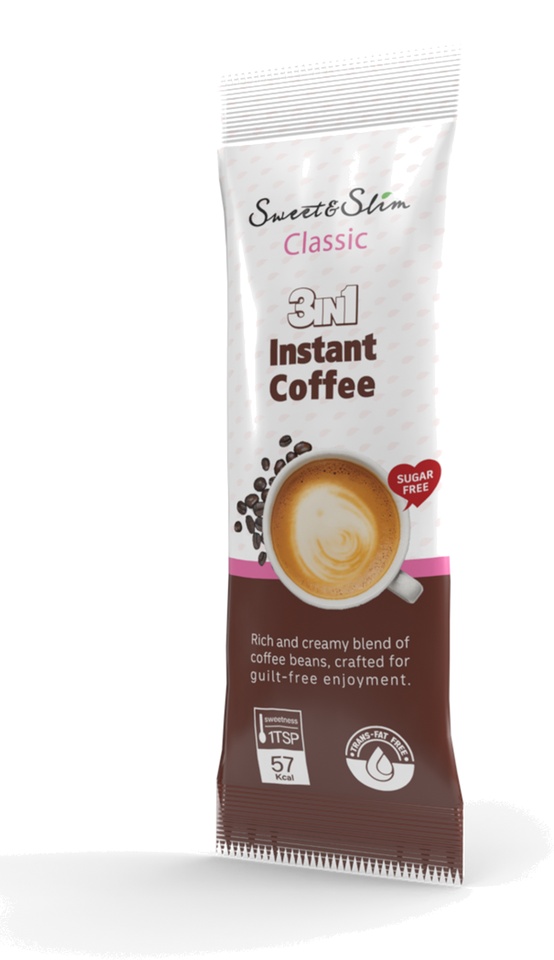 Sweet&Slim
Classic
3IN1
Instant
Coffee
SUGAR
FREE
Rich and creamy blend of
coffee beans, crafted for
guilt-free enjoyment.
sweetness
1TSP
57
Kcal
TRANS-FAT FREE